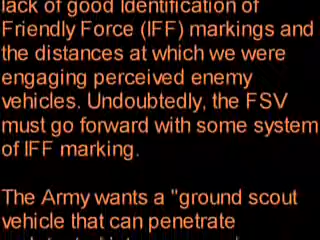 lack of good Identification of
Friendly Force (IFF) markings and
the distances at which we were
engaging perceived enemy
vehicles. Undoubtedly, the FSV
must go forward with some system
of IFF marking.
The Army wants a "ground scout
vehicle that can penetrate